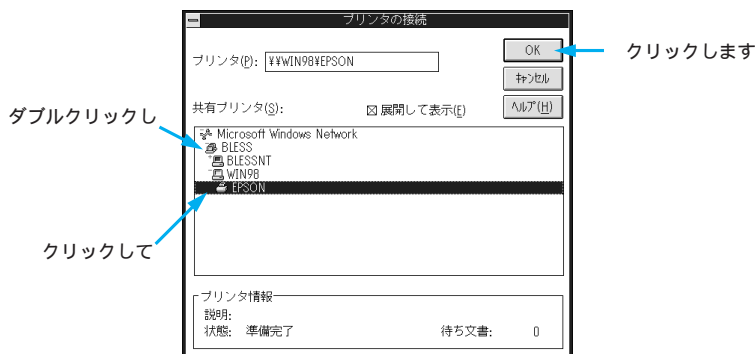 プリンタの接続
プリンタ(P): ¥¥WIN98¥EPSON
OK
クリックします
キャンセル
共有プリンタ(S):
☒ 展開して表示(E)
ヘルプ(H)
ダブルクリックし
Microsoft Windows Network
BLESS
BLESSNT
WIN98
EPSON
クリックして
プリンタ情報
説明:
状態: 準備完了
待ち文書: 0